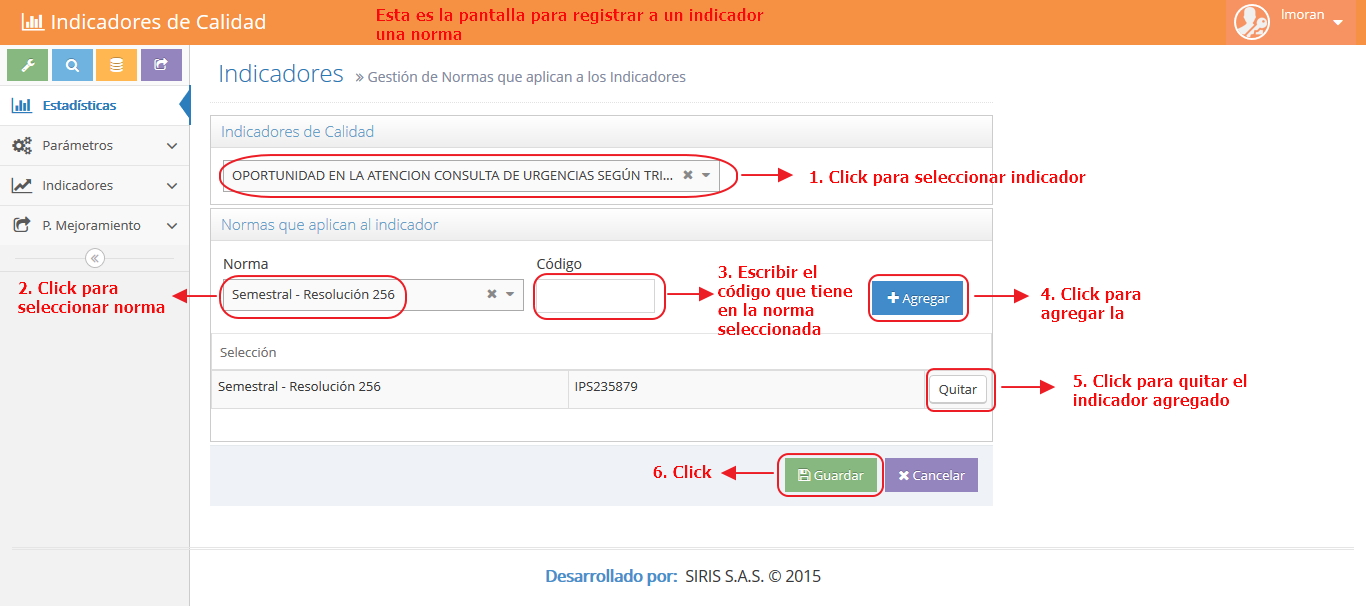 Indicadores de Calidad
Esta es la pantalla para registrar a un indicador
una norma
lmoran
Indicadores
» Gestión de Normas que aplican a los Indicadores
Estadísticas
Parámetros
Indicadores
P. Mejoramiento
Indicadores de Calidad
OPORTUNIDAD EN LA ATENCION CONSULTA DE URGENCIAS SEGÚN TRI...
1. Click para seleccionar indicador
Normas que aplican al indicador
Norma
Código
Semestral - Resolución 256
2. Click para
seleccionar norma
3. Escribir el
código que tiene
en la norma
seleccionada
Agregar
4. Click para
agregar la
Selección
Semestral - Resolución 256
IPS235879
Quitar
5. Click para quitar el
indicador agregado
6. Click
Guardar
Cancelar
Desarrollado por: SIRIS S.A.S. © 2015